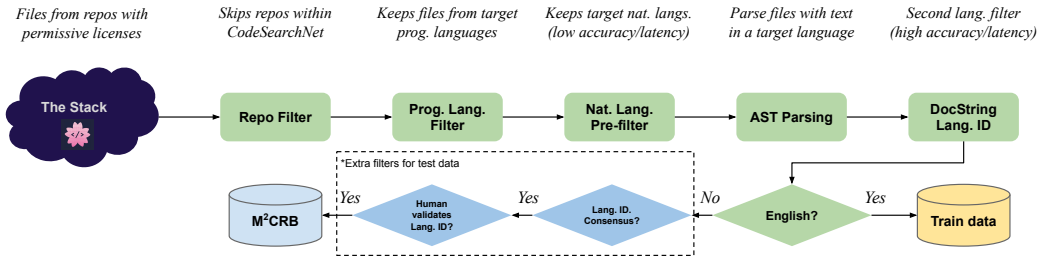 Files from repos with
permissive licenses
Skips repos within
CodeSearchNet
Keeps files from target
prog. languages
Keeps target nat. langs.
(low accuracy/latency)
Parse files with text
in a target language
Second lang. filter
(high accuracy/latency)
The Stack
</>
Repo Filter
Prog. Lang.
Filter
Nat. Lang.
Pre-filter
AST Parsing
DocString
Lang. ID
*Extra filters for test data
M²CRB
Yes
Human
validates
Lang. ID?
Yes
Lang. ID.
Consensus?
No
English?
Yes
Train data